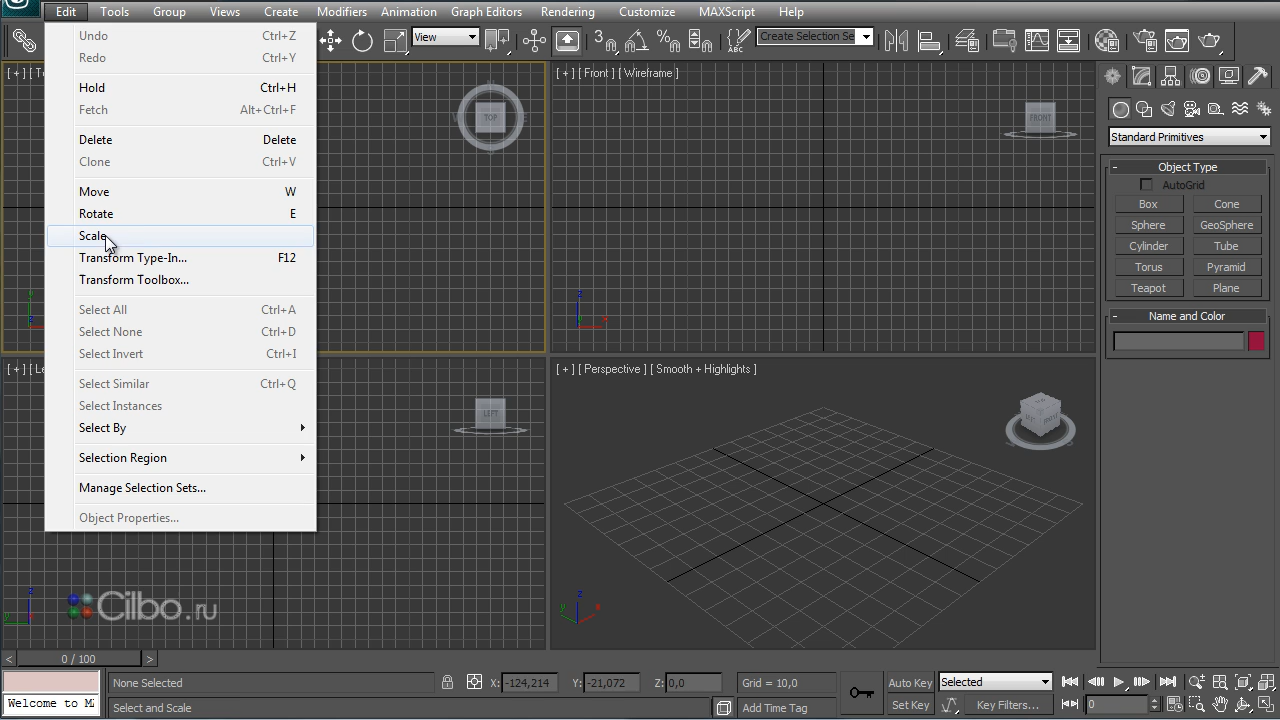 Edit Tools Group Views Create Modifiers Animation Graph Editors Rendering Customize MAXScript Help
View
3
Create Selection Se
Undo Ctrl+Z
Redo Ctrl+Y
Hold Ctrl+H
Fetch Alt+Ctrl+F
Delete Delete
Clone Ctrl+V
Move W
Rotate E
Scale
Transform Type-In... F12
Transform Toolbox...
Select All Ctrl+A
Select None Ctrl+D
Select Invert Ctrl+I
Select Similar Ctrl+Q
Select Instances
Select By
Selection Region
Manage Selection Sets...
Object Properties...
TOP
[ + ] [ Front ] [ Wireframe ]
FRONT
z
x
LEFT
[ + ] [ Perspective ] [ Smooth + Highlights ]
z
y
x
z
y
Cilbo.ru
Standard Primitives
- Object Type
AutoGrid
Box Cone
Sphere GeoSphere
Cylinder Tube
Torus Pyramid
Teapot Plane
- Name and Color
< 0 / 100 >
None Selected X: -124,214 Y: -21,072 Z: 0,0 Grid = 10,0 Auto Key Selected
Welcome to Select and Scale Add Time Tag Set Key Key Filters... 0